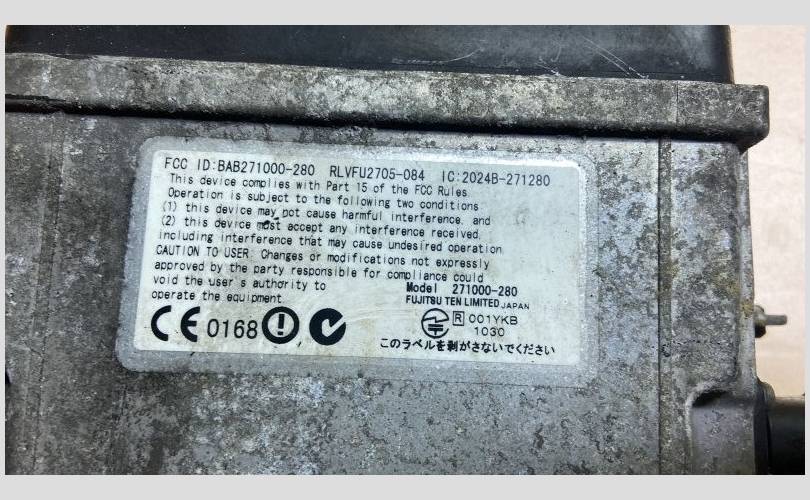 FCC ID:BAB271000-280 RLVFU2705-084 IC:2024B-271280
This device complies with Part 15 of the FCC Rules.
Operation is subject to the following two conditions
(1) this device may not cause harmful interference, and
(2) this device must accept any interference received,
including interference that may cause undesired operation
CAUTION TO USER: Changes or modifications not expressly
approved by the party responsible for compliance could
void the user's authority to
operate the equipment.
Model 271000-280
FUJITSU TEN LIMITED JAPAN
CE 0168
R 001YKB
1030
このラベルを剥がさないでください